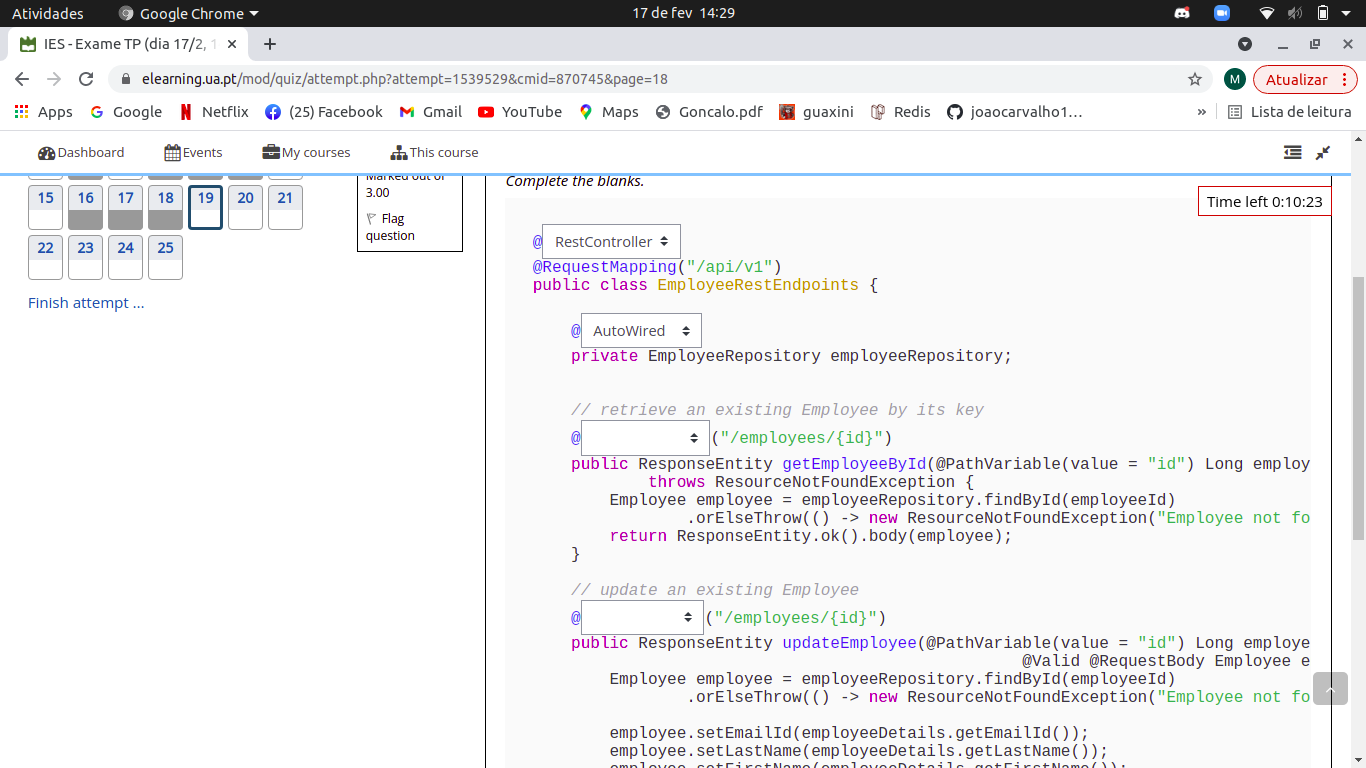 Atividades
Google Chrome
17 de fev 14:29
IES - Exame TP (dia 17/2, 1
elearning.ua.pt/mod/quiz/attempt.php?attempt=1539529&cmid=870745&page=18
M
Atualizar
Apps
Google
Netflix
(25) Facebook
Gmail
YouTube
Maps
Goncalo.pdf
guaxini
Redis
joaocarvalho1…
»
Lista de leitura
Dashboard
Events
My courses
This course
Marked out of
3.00
Flag
question
15 16 17 18 19 20 21
22 23 24 25
Finish attempt ...
Complete the blanks.
Time left 0:10:23
@ RestController
@RequestMapping("/api/v1")
public class EmployeeRestEndpoints {
@ AutoWired
private EmployeeRepository employeeRepository;
// retrieve an existing Employee by its key
@ ("/employees/{id}")
public ResponseEntity getEmployeeById(@PathVariable(value = "id") Long employ
throws ResourceNotFoundException {
Employee employee = employeeRepository.findById(employeeId)
.orElseThrow(() -> new ResourceNotFoundException("Employee not fo
return ResponseEntity.ok().body(employee);
}
// update an existing Employee
@ ("/employees/{id}")
public ResponseEntity updateEmployee(@PathVariable(value = "id") Long employe
@Valid @RequestBody Employee e
Employee employee = employeeRepository.findById(employeeId)
.orElseThrow(() -> new ResourceNotFoundException("Employee not fo
employee.setEmailId(employeeDetails.getEmailId());
employee.setLastName(employeeDetails.getLastName());
employee.setFirstName(employeeDetails.getFirstName());